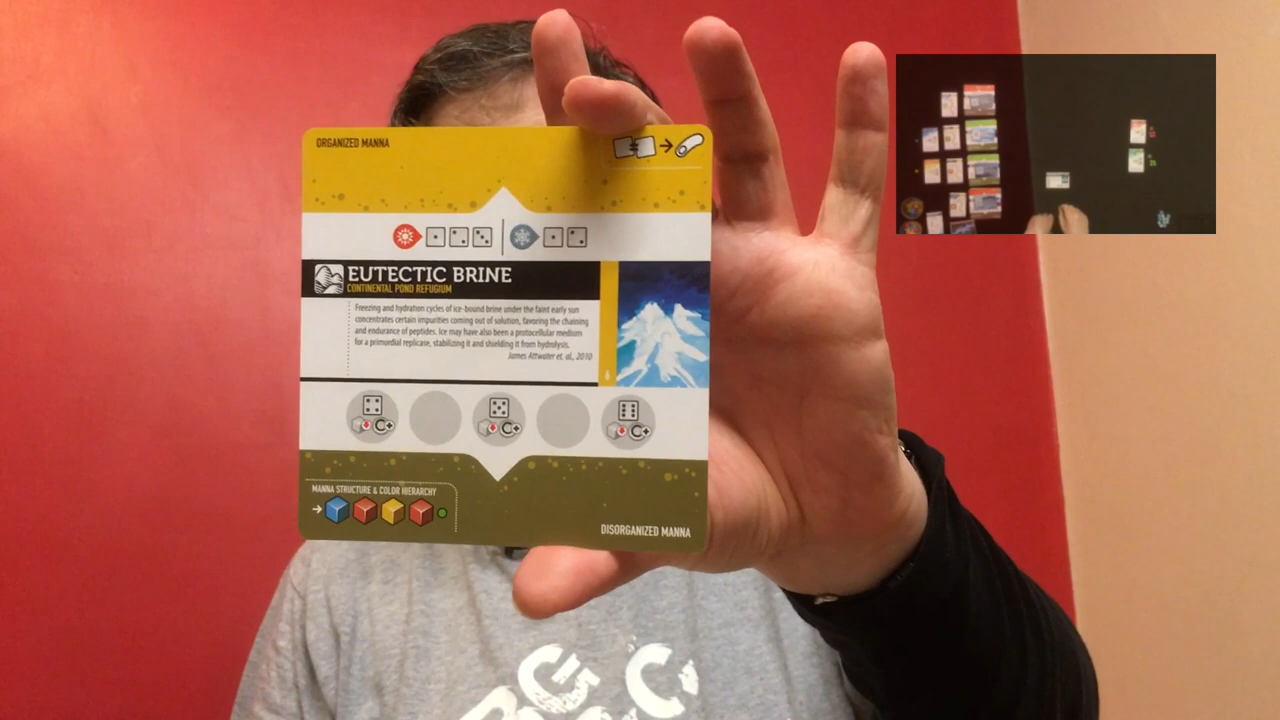 ORGANIZED MANNA
EUTECTIC BRINE
CONTINENTAL POND REFUGIUM
Freezing and hydration cycles of ice-bound brine under the faint early sun
concentrates certain impurities coming out of solution, favoring the chaining
and endurance of peptides. Ice may have also been a protocellular medium
for a primordial replicase, stabilizing it and shielding it from hydrolysis.
James Attwater et. al., 2010
C+ C+ C+
MANNA STRUCTURE & COLOR HIERARCHY
DISORGANIZED MANNA